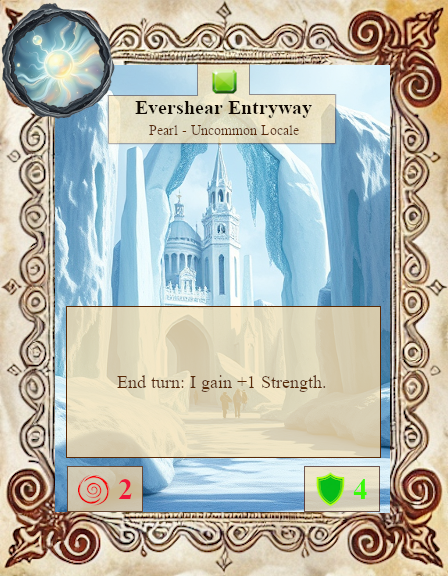 Evershear Entryway
Pearl - Uncommon Locale
End turn: I gain +1 Strength.
2
4